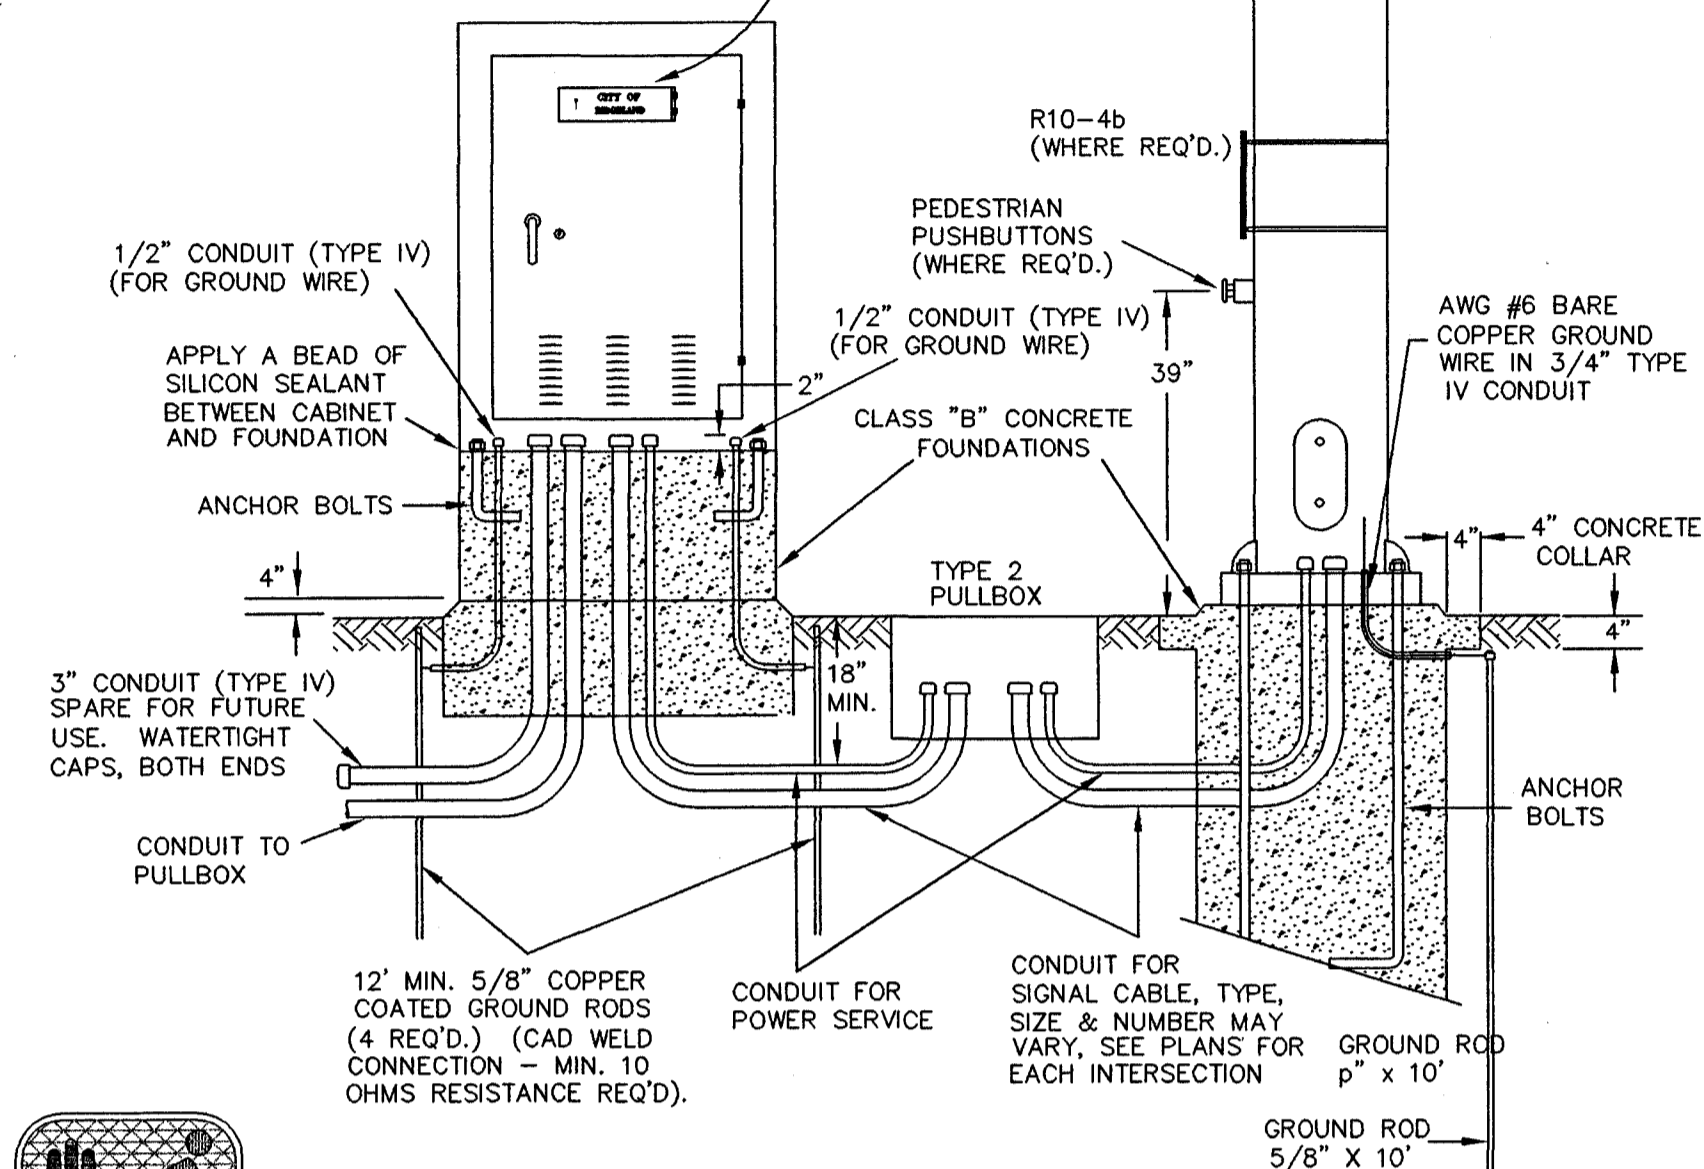 CITY OF
RIDGELAND
R10-4b
(WHERE REQ'D.)
PEDESTRIAN
PUSHBUTTONS
(WHERE REQ'D.)
1/2" CONDUIT (TYPE IV)
(FOR GROUND WIRE)
1/2" CONDUIT (TYPE IV)
(FOR GROUND WIRE)
AWG #6 BARE
COPPER GROUND
WIRE IN 3/4" TYPE
IV CONDUIT
APPLY A BEAD OF
SILICON SEALANT
BETWEEN CABINET
AND FOUNDATION
2"
39"
CLASS "B" CONCRETE
FOUNDATIONS
ANCHOR BOLTS
4"
4" CONCRETE
COLLAR
4"
TYPE 2
PULLBOX
4"
18"
MIN.
3" CONDUIT (TYPE IV)
SPARE FOR FUTURE
USE. WATERTIGHT
CAPS, BOTH ENDS
ANCHOR
BOLTS
CONDUIT TO
PULLBOX
12' MIN. 5/8" COPPER
COATED GROUND RODS
(4 REQ'D.) (CAD WELD
CONNECTION - MIN. 10
OHMS RESISTANCE REQ'D).
CONDUIT FOR
POWER SERVICE
CONDUIT FOR
SIGNAL CABLE, TYPE,
SIZE & NUMBER MAY
VARY, SEE PLANS FOR
EACH INTERSECTION
GROUND ROD
p" x 10'
GROUND ROD
5/8" X 10'